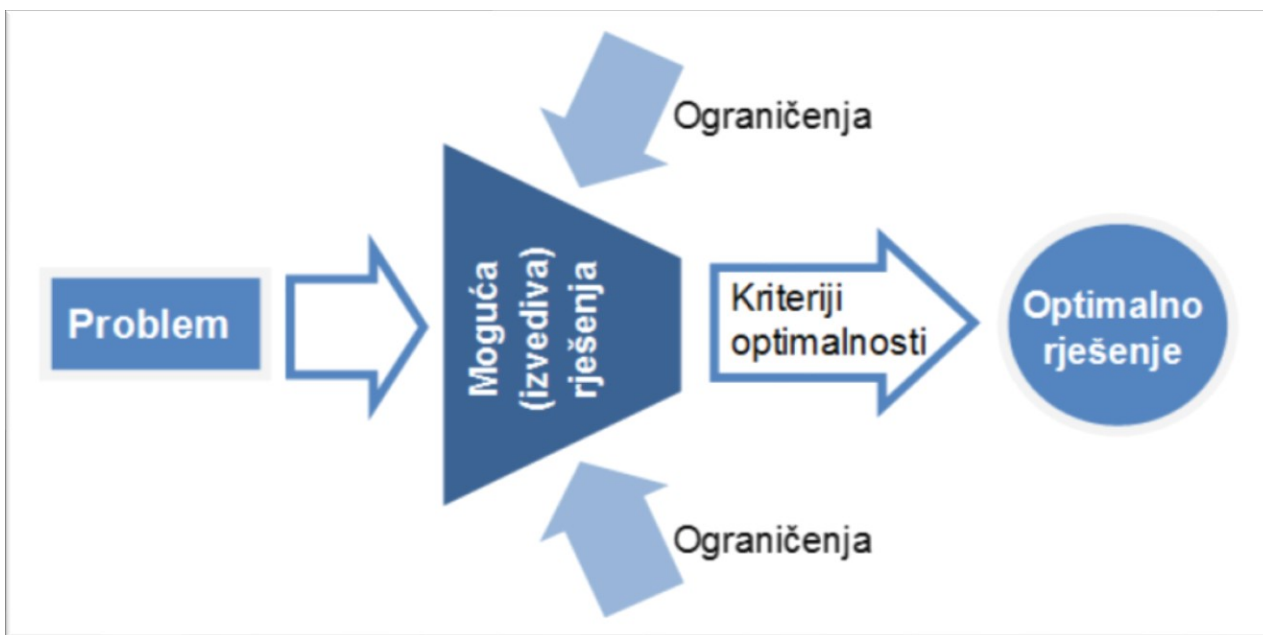 Ograničenja
Problem
Moguća
(izvediva)
rješenja
Kriteriji
optimalnosti
Optimalno
rješenje
Ograničenja